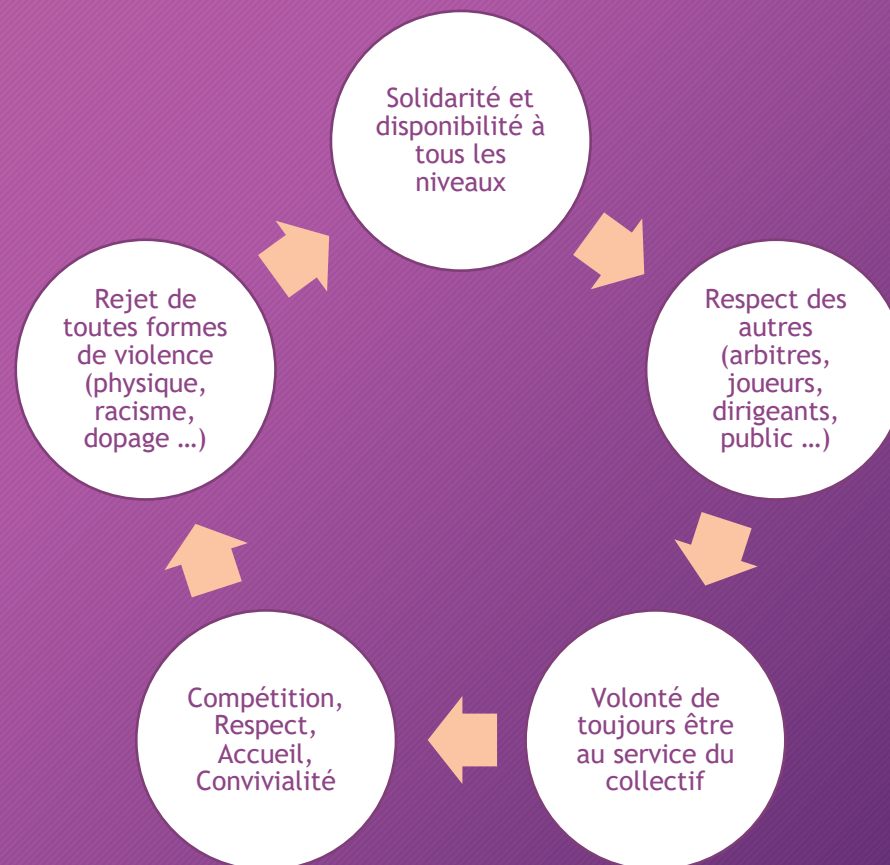 Solidarité et
disponibilité à
tous les
niveaux
Respect des
autres
(arbitres,
joueurs,
dirigeants,
public …)
Volonté de
toujours être
au service du
collectif
Compétition,
Respect,
Accueil,
Convivialité
Rejet de
toutes formes
de violence
(physique,
racisme,
dopage …)